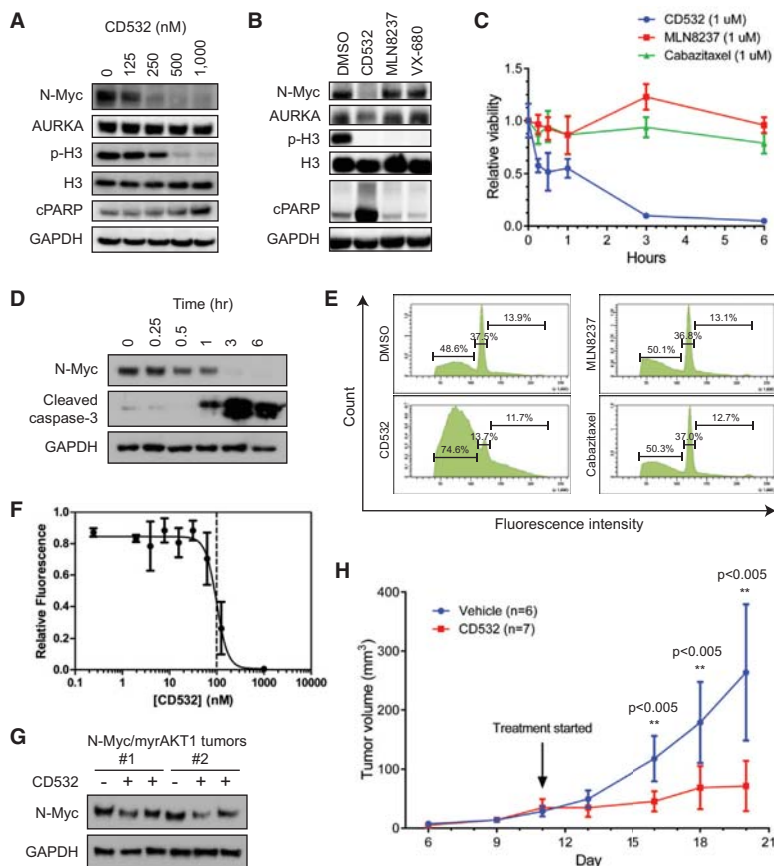 A
CD532 (nM)
0 125 250 500 1,000
N-Myc
AURKA
p-H3
H3
cPARP
GAPDH
B
DMSO CD532 MLN8237 VX-680
N-Myc
AURKA
p-H3
H3
cPARP
GAPDH
C
CD532 (1 uM)
MLN8237 (1 uM)
Cabazitaxel (1 uM)
Relative viability
1.5
1.0
0.5
0.0
0 1 2 3 4 5 6
Hours
D
Time (hr)
0 0.25 0.5 1 3 6
N-Myc
Cleaved
caspase-3
GAPDH
E
Count
DMSO
48.6% 37.5% 13.9%
MLN8237
50.1% 36.8% 13.1%
CD532
74.6% 13.7% 11.7%
Cabazitaxel
50.3% 37.0% 12.7%
Fluorescence intensity
F
Relative Fluorescence
1.0
0.8
0.6
0.4
0.2
0.0
0.1 1 10 100 1000 10000
[CD532] (nM)
G
N-Myc/myrAKT1 tumors
#1 #2
CD532 - + + - + +
N-Myc
GAPDH
H
Tumor volume (mm3)
400
300
200
100
0
Vehicle (n=6)
CD532 (n=7)
Treatment started
p<0.005
**
p<0.005
**
p<0.005
**
6 9 12 15 18 21
Day